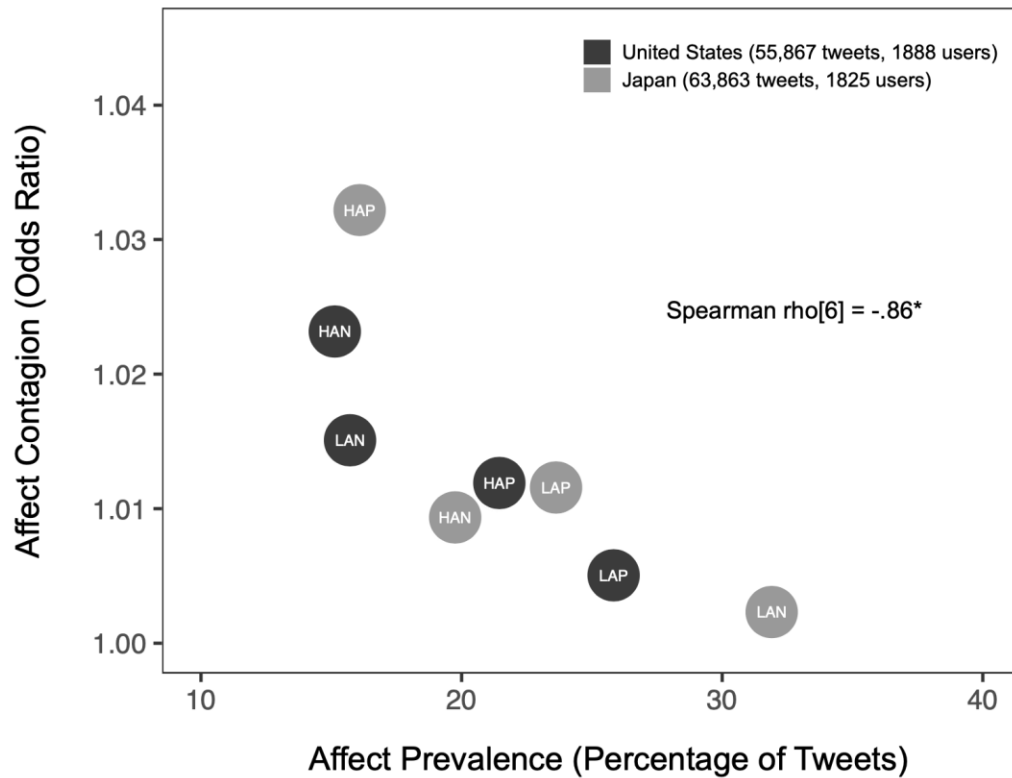 United States (55,867 tweets, 1888 users)
Japan (63,863 tweets, 1825 users)
1.04
1.03
1.02
1.01
1.00
Affect Contagion (Odds Ratio)
HAP
HAN
Spearman rho[6] = -.86*
LAN
HAP
LAP
HAN
LAP
LAN
10
20
30
40
Affect Prevalence (Percentage of Tweets)